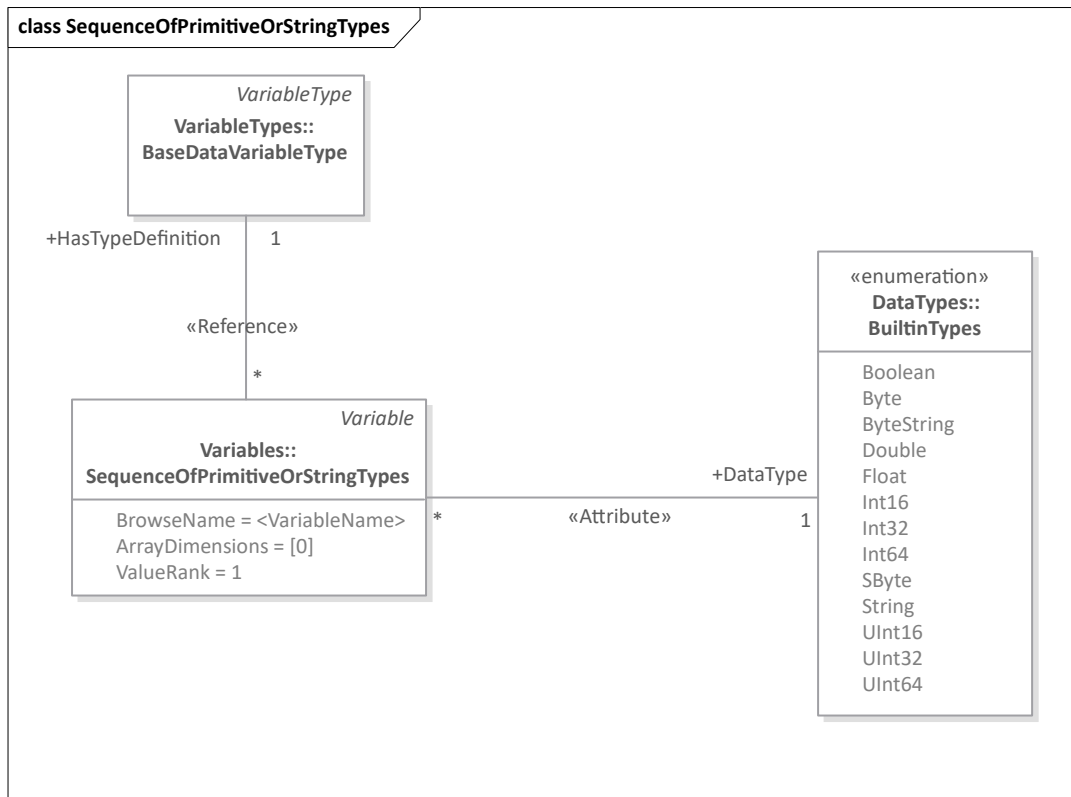 class SequenceOfPrimitiveOrStringTypes
VariableType
VariableTypes::
BaseDataVariableType
+HasTypeDefinition 1
«Reference»
*
Variable
Variables::
SequenceOfPrimitiveOrStringTypes
BrowseName = <VariableName>
ArrayDimensions = [0]
ValueRank = 1
+DataType
* «Attribute» 1
«enumeration»
DataTypes::
BuiltinTypes
Boolean
Byte
ByteString
Double
Float
Int16
Int32
Int64
SByte
String
UInt16
UInt32
UInt64